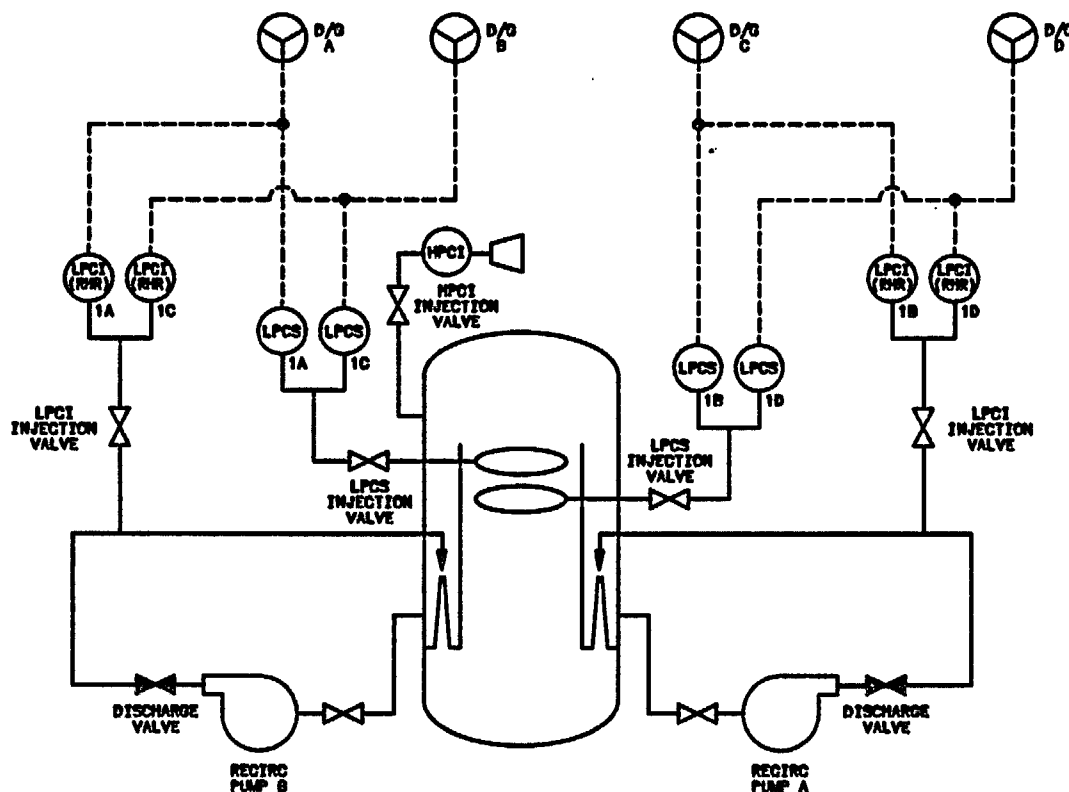 D/G
A
D/G
B
D/G
C
D/G
D
HPCI
LPCI
(RHR)
1A
LPCI
(RHR)
1C
LPCI
(RHR)
1B
LPCI
(RHR)
1D
HPCI
INJECTION
VALVE
LPCS
1A
LPCS
1C
LPCS
1B
LPCS
1D
LPCI
INJECTION
VALVE
LPCI
INJECTION
VALVE
LPCS
INJECTION
VALVE
LPCS
INJECTION
VALVE
DISCHARGE
VALVE
DISCHARGE
VALVE
RECIRC
PUMP B
RECIRC
PUMP A